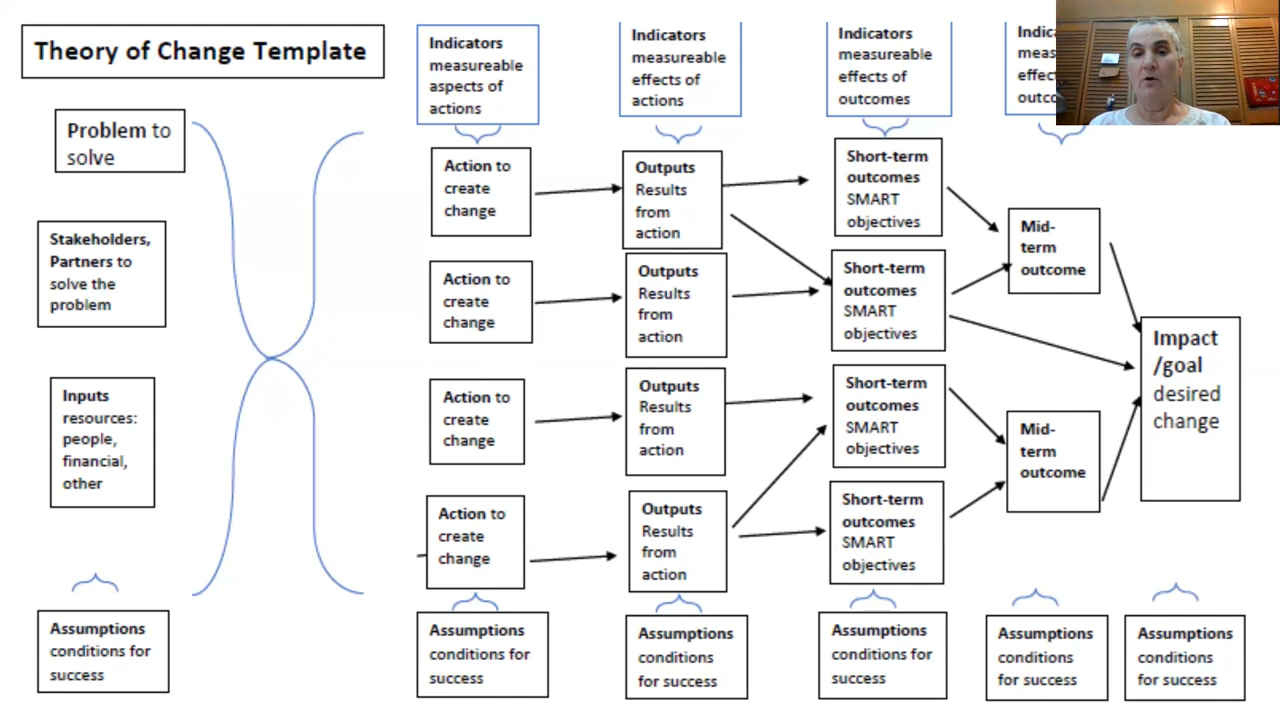 Theory of Change Template
Problem to
solve
Stakeholders,
Partners to
solve the
problem
Inputs
resources:
people,
financial,
other
Assumptions
conditions for
success
Indicators
measureable
aspects of
actions
Action to
create
change
Action to
create
change
Action to
create
change
Action to
create
change
Assumptions
conditions for
success
Indicators
measureable
effects of
actions
Outputs
Results
from
action
Outputs
Results
from
action
Outputs
Results
from
action
Outputs
Results
from
action
Assumptions
conditions
for success
Indicators
measureable
effects of
outcomes
Short-term
outcomes
SMART
objectives
Short-term
outcomes
SMART
objectives
Short-term
outcomes
SMART
objectives
Short-term
outcomes
SMART
objectives
Assumptions
conditions for
success
Indica
meas
effect
outco
Mid-
term
outcome
Mid-
term
outcome
Assumptions
conditions
for success
Impact
/goal
desired
change
Assumptions
conditions
for success